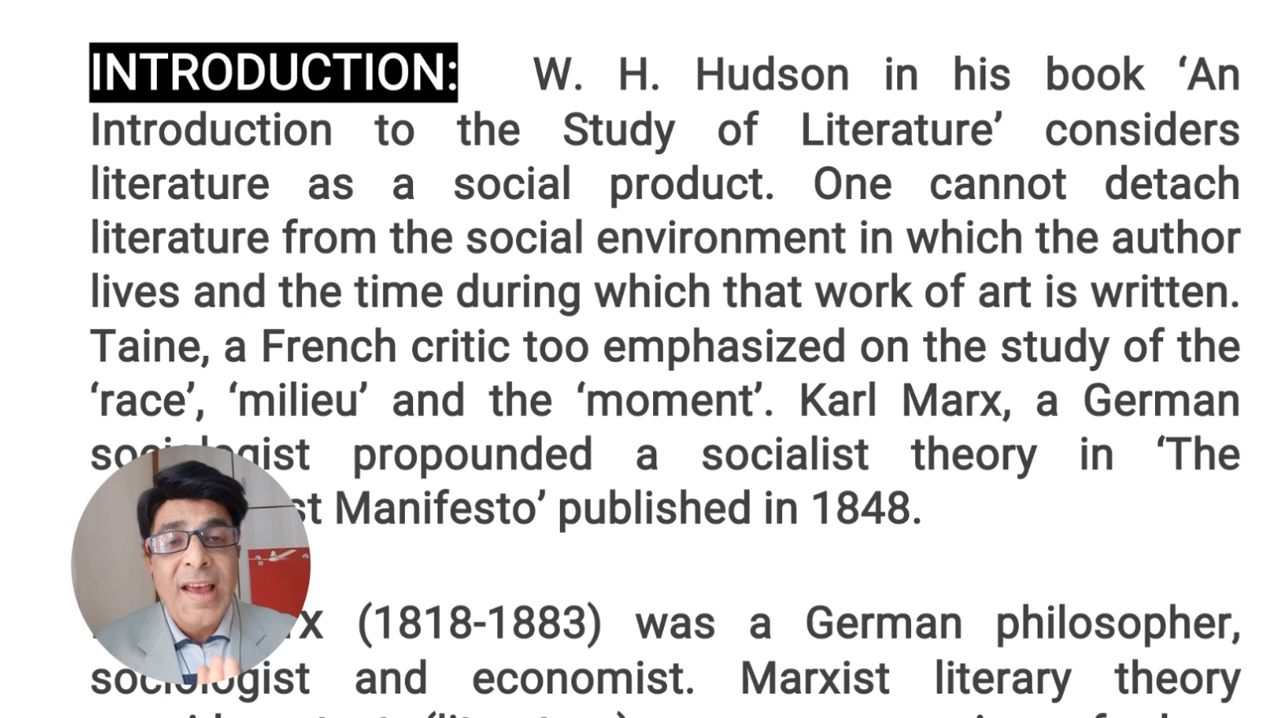 INTRODUCTION: W. H. Hudson in his book ‘An
Introduction to the Study of Literature’ considers
literature as a social product. One cannot detach
literature from the social environment in which the author
lives and the time during which that work of art is written.
Taine, a French critic too emphasized on the study of the
‘race’, ‘milieu’ and the ‘moment’. Karl Marx, a German
sociologist propounded a socialist theory in ‘The
Manifesto’ published in 1848.
(1818-1883) was a German philosopher,
sociologist and economist. Marxist literary theory